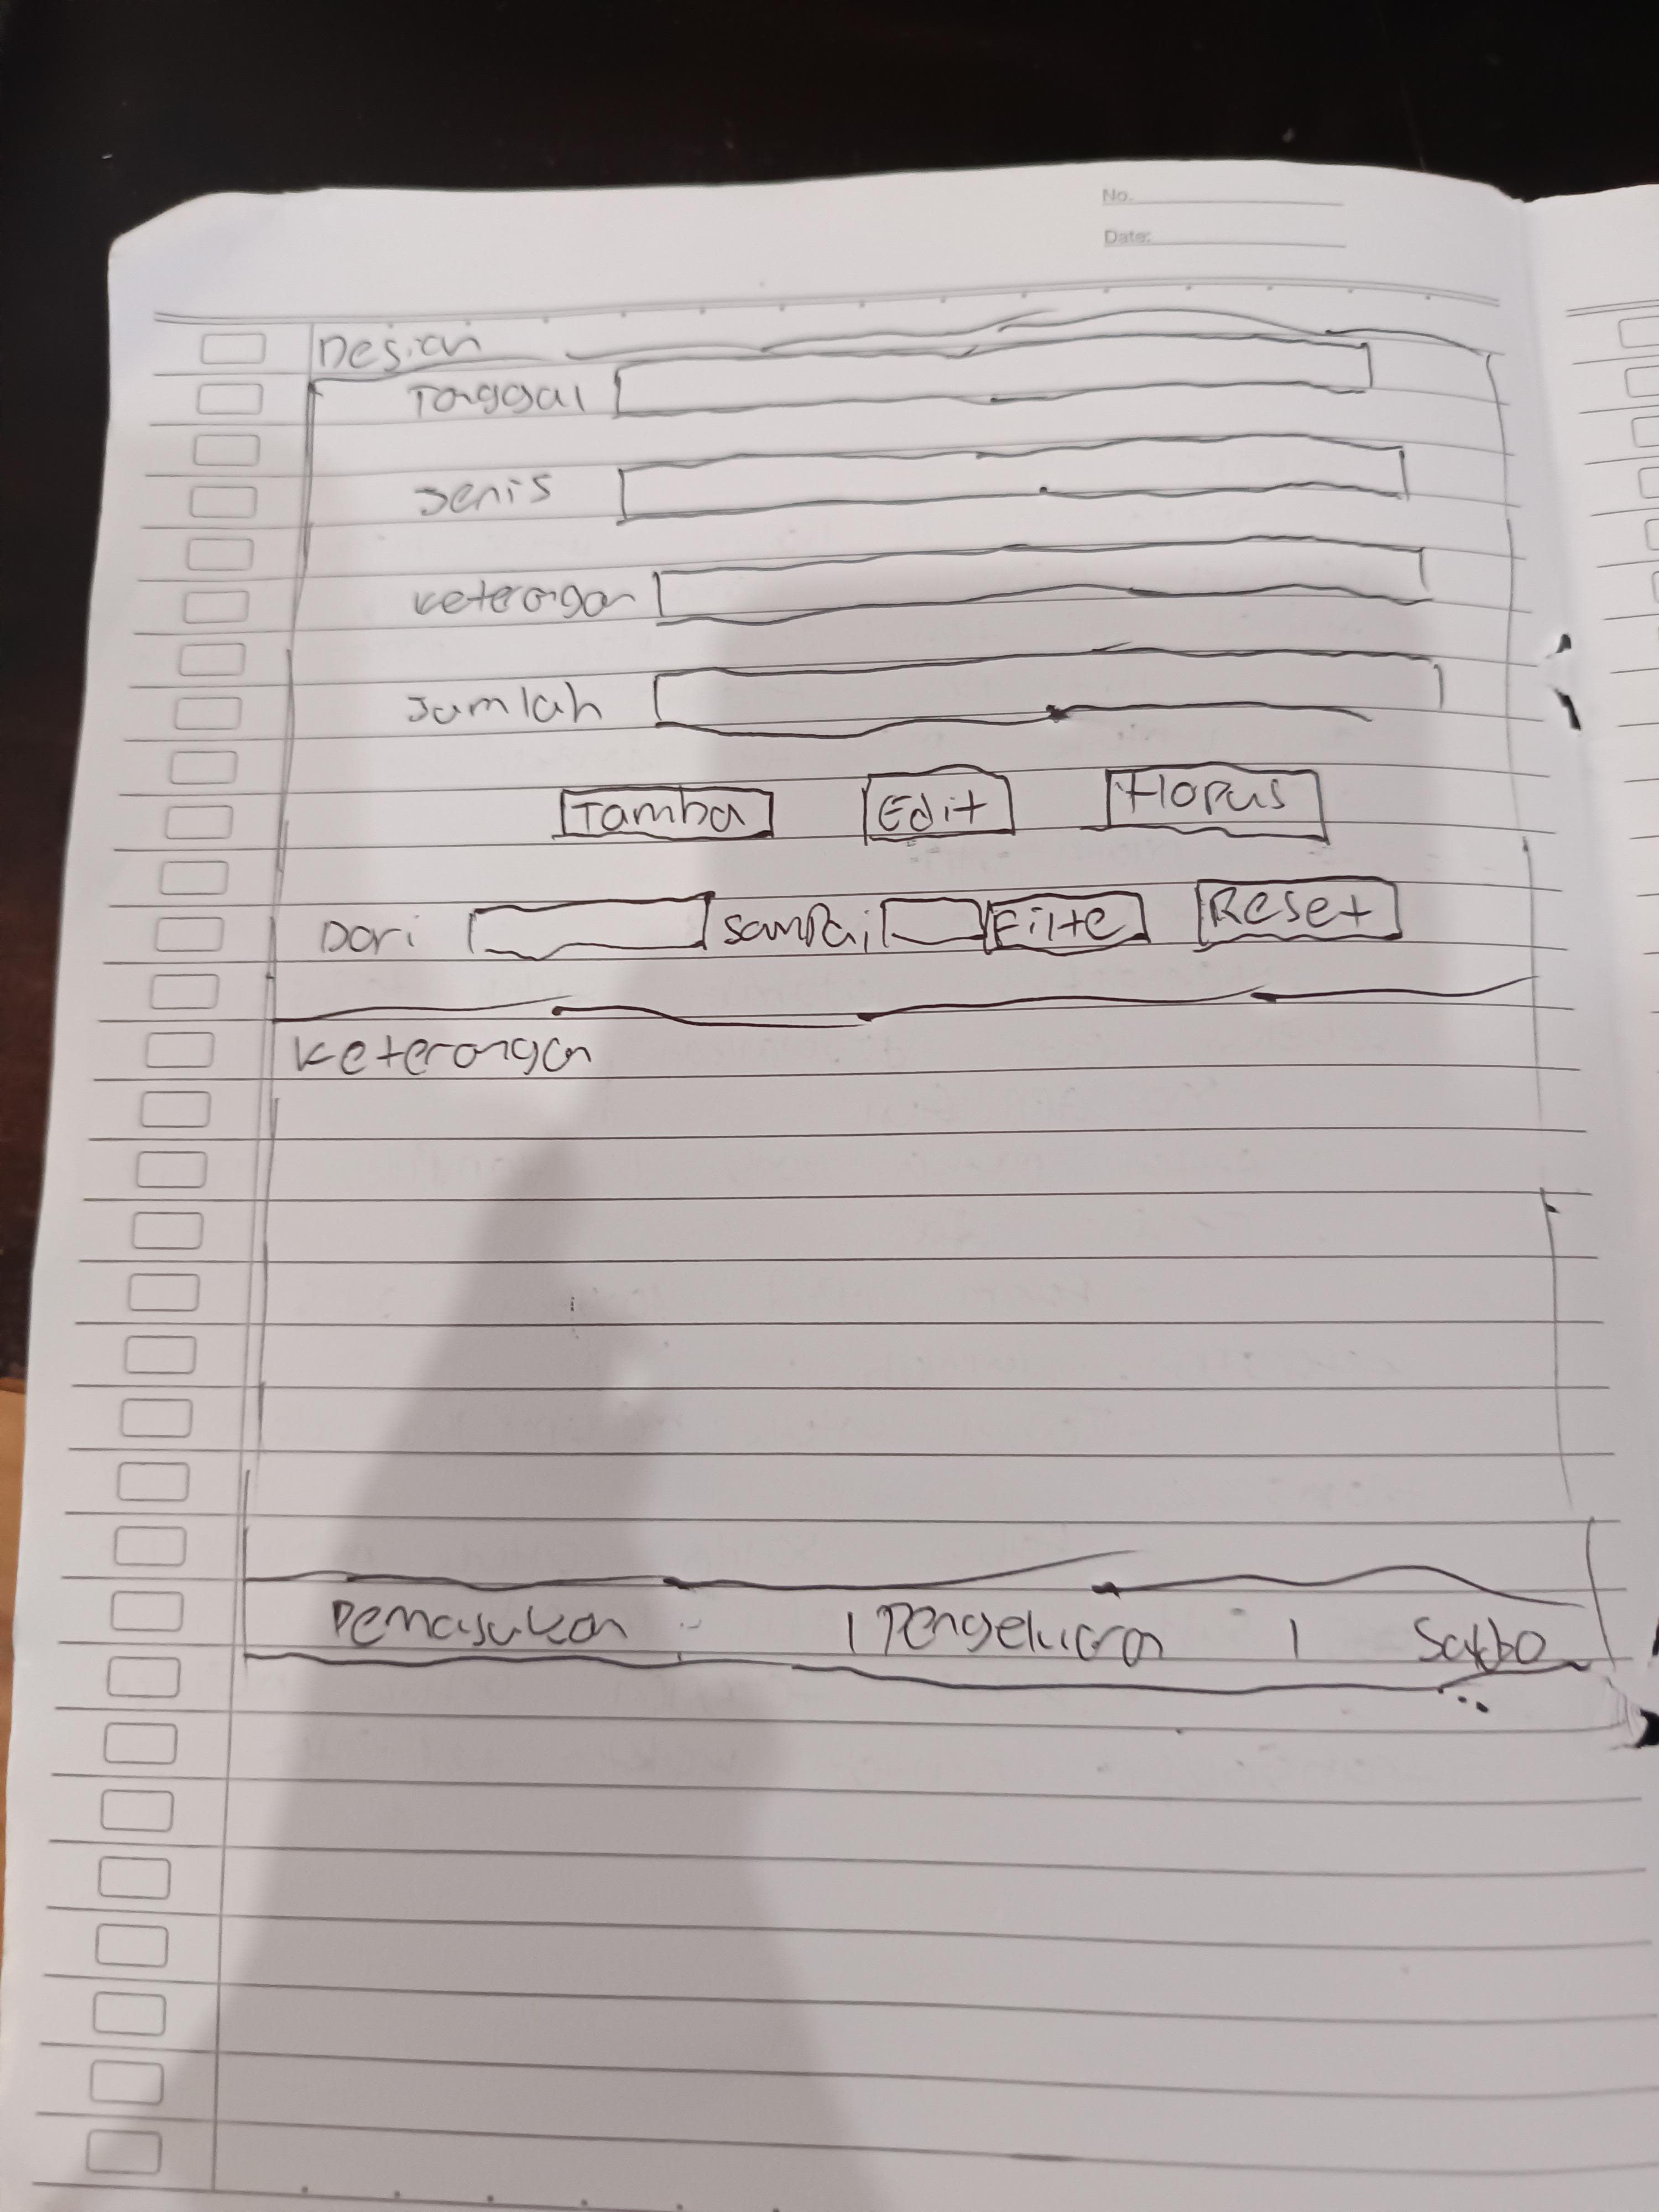 No.
Date:
Design
Tanggal
Jenis
Keterangan
Jumlah
Tamba Edit Hapus
Dari Sampai Filte Reset
Keterangan
Pemasukan | Pengeluaran | Saldo